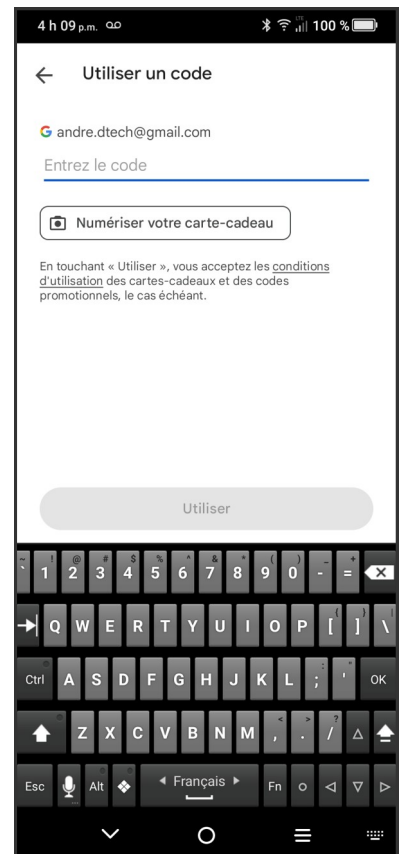 4 h 09 p.m. LTE 100 %
Utiliser un code
G andre.dtech@gmail.com
Entrez le code
Numériser votre carte-cadeau
En touchant « Utiliser », vous acceptez les conditions
d'utilisation des cartes-cadeaux et des codes
promotionnels, le cas échéant.
Utiliser
~ ! @ # $ % ^ & * ( ) _ +
` 1 2 3 4 5 6 7 8 9 0 - =
{ } |
Q W E R T Y U I O P [ ] \
: "
Ctrl A S D F G H J K L ; ' OK
< > ?
Z X C V B N M , . /
Esc Alt Français Fn